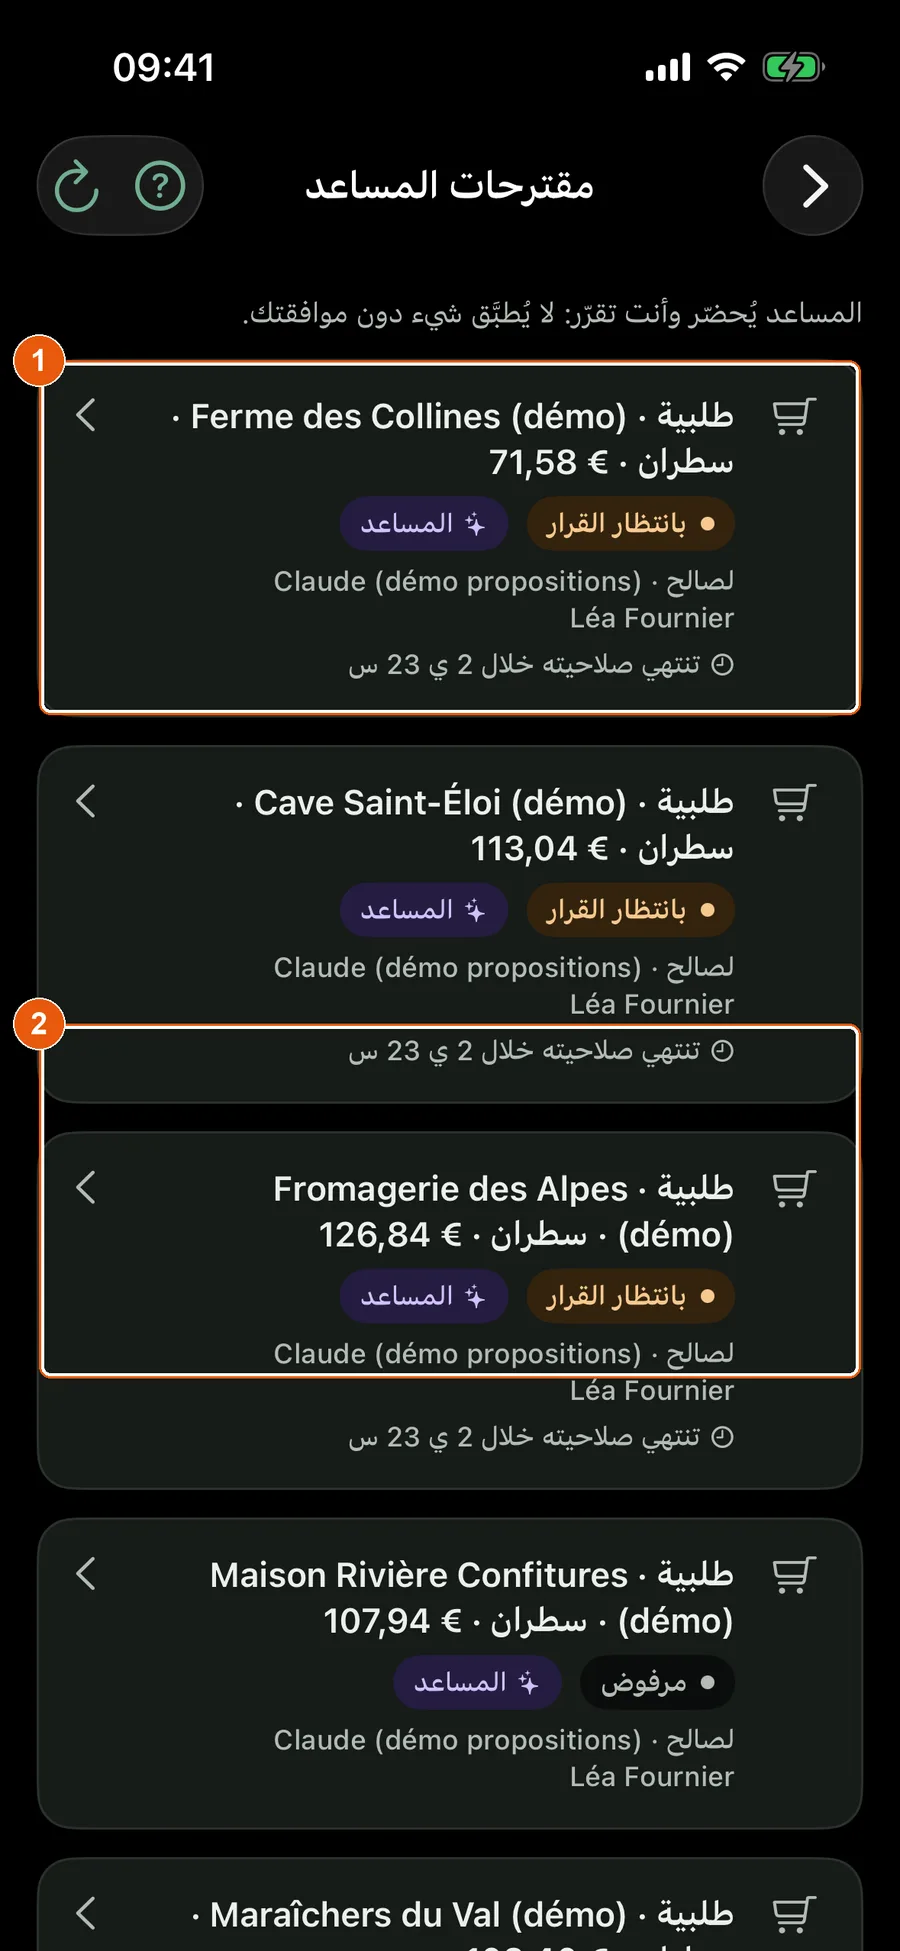 09:41
مقترحات المساعد
المساعد يُحضّر وأنت تقرّر: لا يُطبَّق شيء دون موافقتك.
1
طلبية · Ferme des Collines (démo) ·
سطران · 71,58 €
بانتظار القرار
المساعد
لصالح · Claude (démo propositions)
Léa Fournier
تنتهي صلاحيته خلال 2 ي 23 س
طلبية · Cave Saint-Éloi (démo) ·
سطران · 113,04 €
بانتظار القرار
المساعد
لصالح · Claude (démo propositions)
Léa Fournier
2
تنتهي صلاحيته خلال 2 ي 23 س
طلبية · Fromagerie des Alpes
(démo) · سطران · 126,84 €
بانتظار القرار
المساعد
لصالح · Claude (démo propositions)
Léa Fournier
تنتهي صلاحيته خلال 2 ي 23 س
طلبية · Maison Rivière Confitures
(démo) · سطران · 107,94 €
مرفوض
المساعد
لصالح · Claude (démo propositions)
Léa Fournier
طلبية · Maraîchers du Val (démo) ·